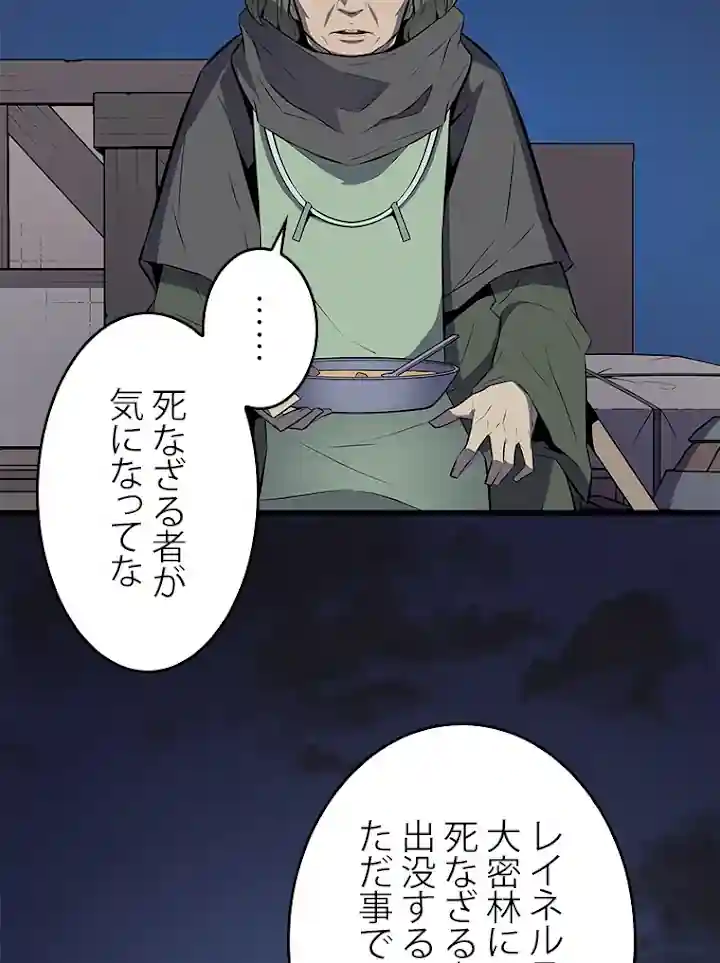 ……
死なざる者が
気になってな
レイネル
大密林に
死なざる
出没する
ただ事で